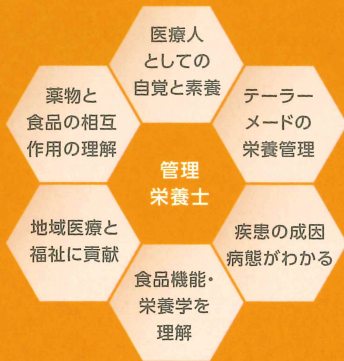 医療人
としての
自覚と素養
テーラー
メードの
栄養管理
疾患の成因
病態がわかる
食品機能・
栄養学を
理解
地域医療と
福祉に貢献
薬物と
食品の相互
作用の理解
管理
栄養士